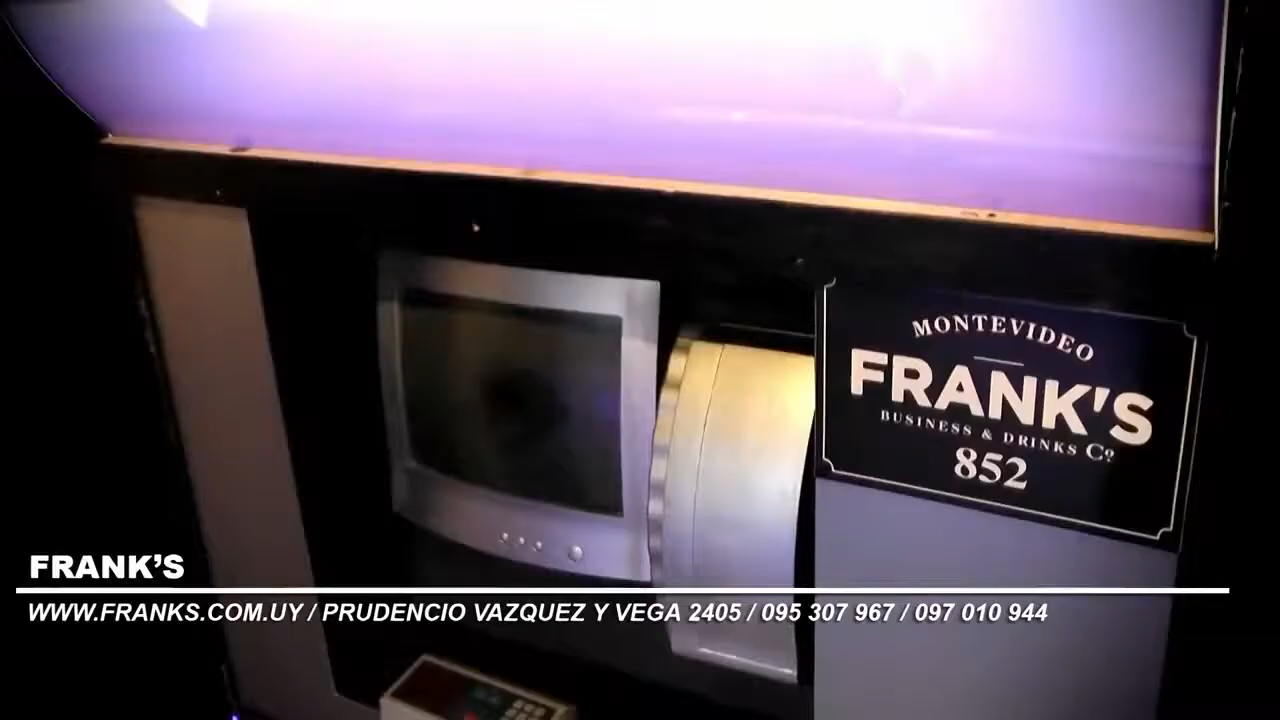 MONTEVIDEO
FRANK'S
BUSINESS & DRINKS Co
852
FRANK'S
WWW.FRANKS.COM.UY / PRUDENCIO VAZQUEZ Y VEGA 2405 / 095 307 967 / 097 010 944